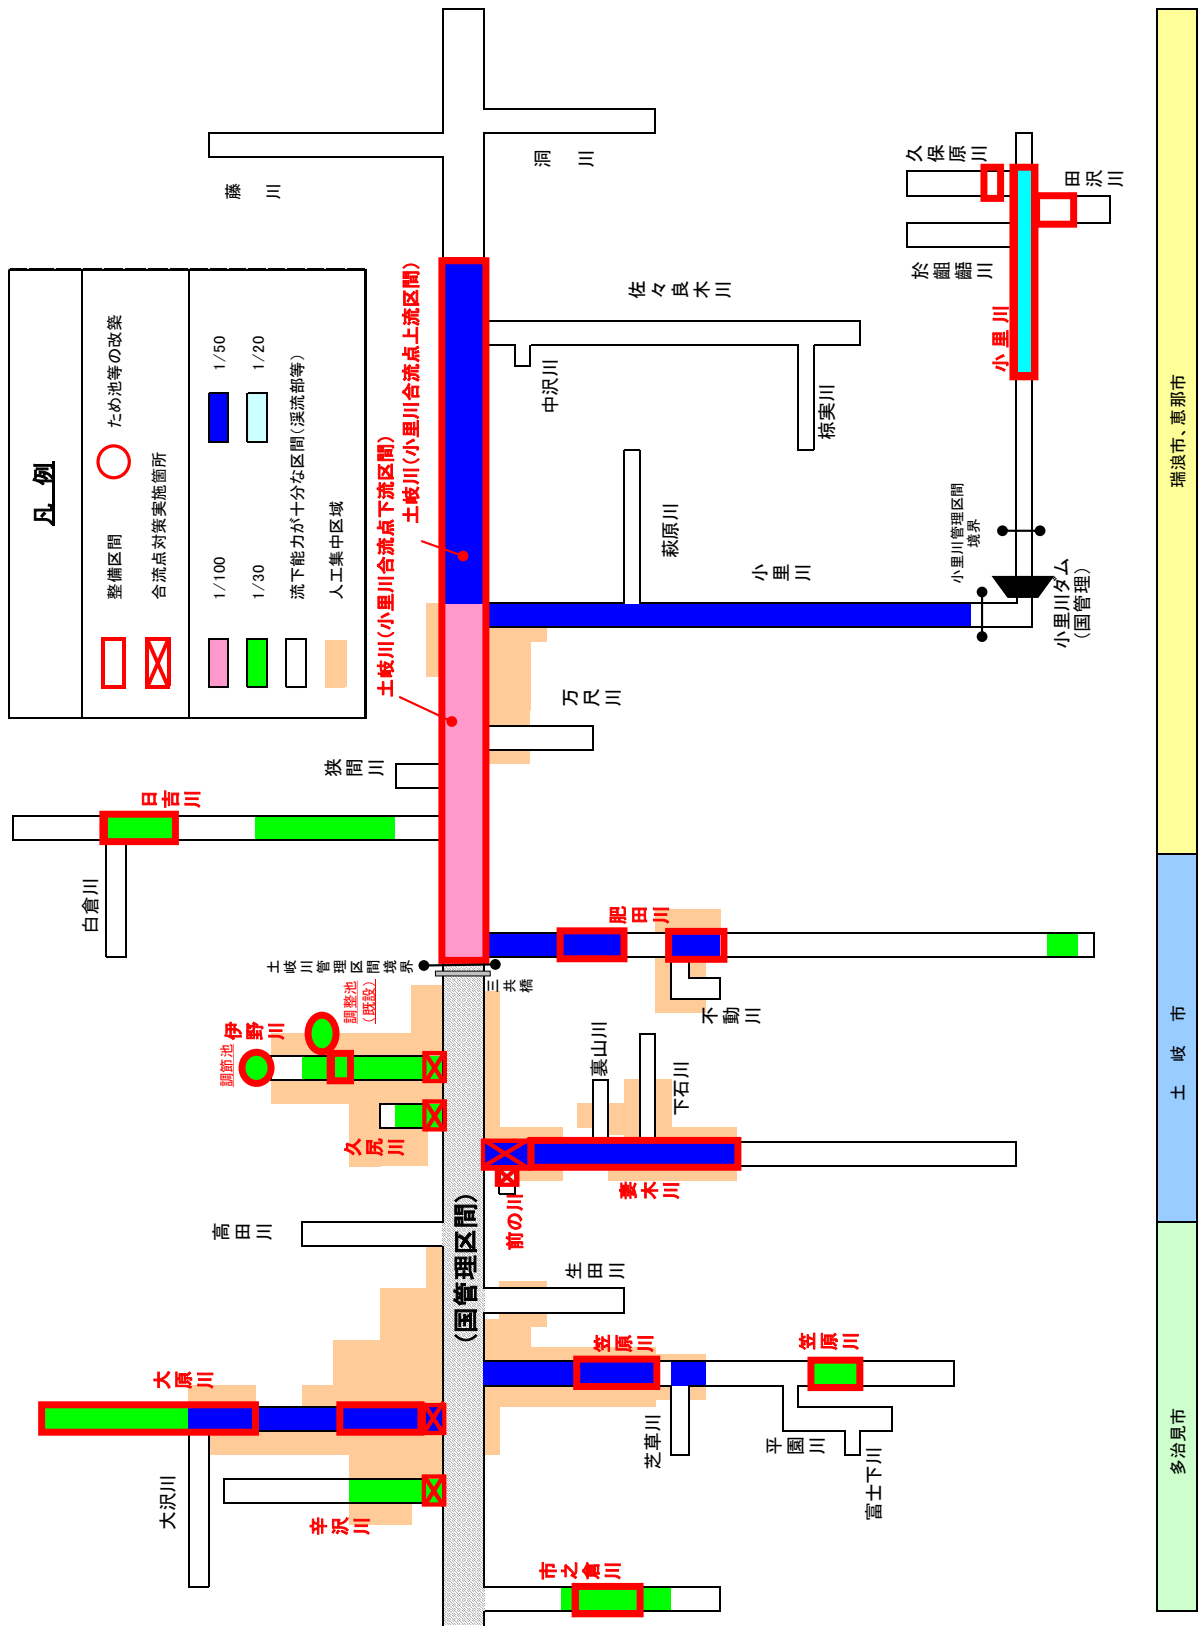 凡 例
整備区間
ため池等の改築
合流点対策実施箇所
1/100
1/50
1/30
1/20
流下能力が十分な区間(渓流部等)
人工集中区域
藤 川
洞 川
土岐川(小里川合流点上流区間)
土岐川(小里川合流点下流区間)
佐々良木川
中沢川
椋実川
萩原川
小里川
久保原川
田沢川
於齟齬川
小里川
小里川管理区間
境界
小里川ダム
(国管理)
万尺川
狭間川
日吉川
白倉川
肥田川
不動川
土岐川管理区間境界
三共橋
調整池
(既設)
伊野川
調節池
久尻川
裏山川
下石川
妻木川
前の川
高田川
(国管理区間)
生田川
笠原川
笠原川
芝草川
平園川
富士下川
大原川
大沢川
辛沢川
市之倉川
瑞浪市、恵那市
土 岐 市
多治見市